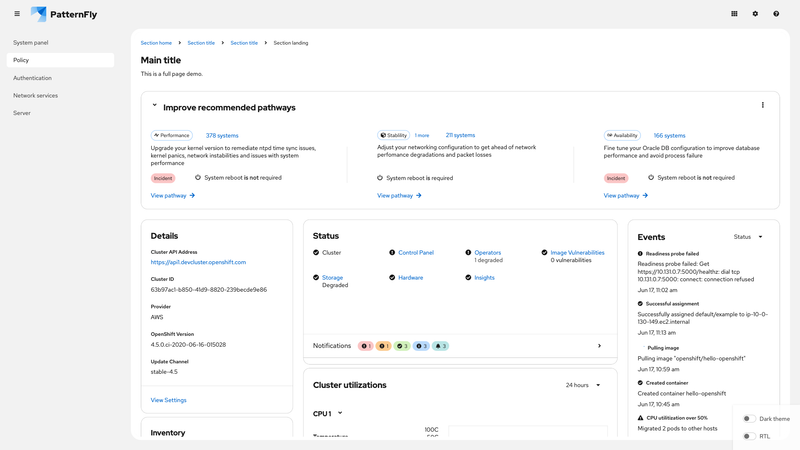 PatternFly
System panel
Policy
Authentication
Network services
Server
Section home
Section title
Section title
Section landing
Main title
This is a full page demo.
Improve recommended pathways
Performance
378 systems
Upgrade your kernel version to remediate ntpd time sync issues,
kernel panics, network instabilities and issues with system
performance
Incident
System reboot is not required
View pathway
Stability
1 more
211 systems
Adjust your networking configuration to get ahead of network
perfomance degradations and packet losses
System reboot is required
View pathway
Availability
166 systems
Fine tune your Oracle DB configuration to improve database
performance and avoid process failure
Incident
System reboot is not required
View pathway
Details
Cluster API Address
https://api1.devcluster.openshift.com
Cluster ID
63b97ac1-b850-41d9-8820-239becde9e86
Provider
AWS
OpenShift Version
4.5.0.ci-2020-06-16-015028
Update Channel
stable-4.5
View Settings
Inventory
Status
Cluster
Control Panel
Operators
1 degraded
Image Vulnerabilities
0 vulnerabilities
Storage
Degraded
Hardware
Insights
Notifications
1
1
3
3
3
Cluster utilizations
24 hours
CPU 1
100C
Temperature
50C
Events
Status
Readiness probe failed
Readiness probe failed: Get
https://10.131.0.7:5000/healthz: dial tcp
10.131.0.7:5000: connect: connection refused
Jun 17, 11:02 am
Successful assignment
Successfully assigned default/example to ip-10-0-
130-149.ec2.internal
Jun 17, 11:13 am
Pulling image
Pulling image "openshift/hello-openshift"
Jun 17, 10:59 am
Created container
Created container hello-openshift
Jun 17, 10:45 am
CPU utilitization over 50%
Migrated 2 pods to other hosts
Dark theme
RTL